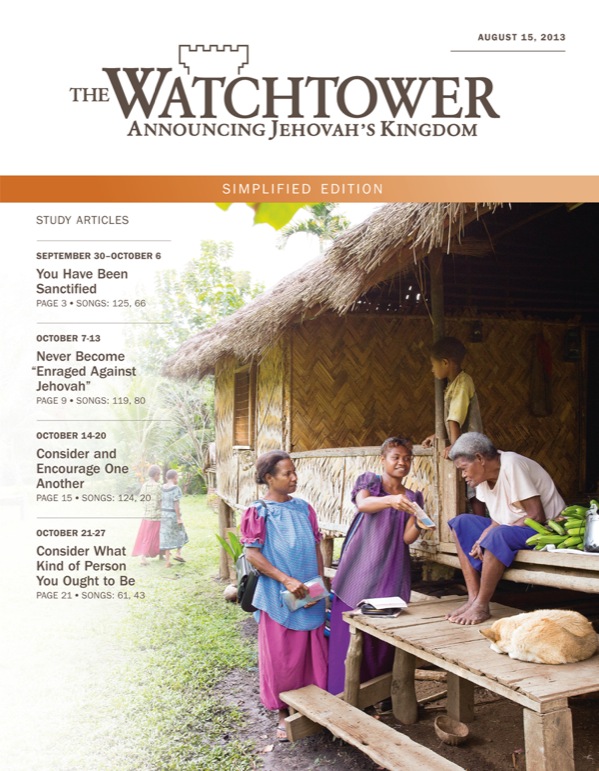 AUGUST 15, 2013
THE WATCHTOWER
ANNOUNCING JEHOVAH'S KINGDOM
SIMPLIFIED EDITION
STUDY ARTICLES
SEPTEMBER 30–OCTOBER 6
You Have Been
Sanctified
PAGE 3 • SONGS: 125, 66
OCTOBER 7-13
Never Become
“Enraged Against
Jehovah”
PAGE 9 • SONGS: 119, 80
OCTOBER 14-20
Consider and
Encourage One
Another
PAGE 15 • SONGS: 124, 20
OCTOBER 21-27
Consider What
Kind of Person
You Ought to Be
PAGE 21 • SONGS: 61, 43